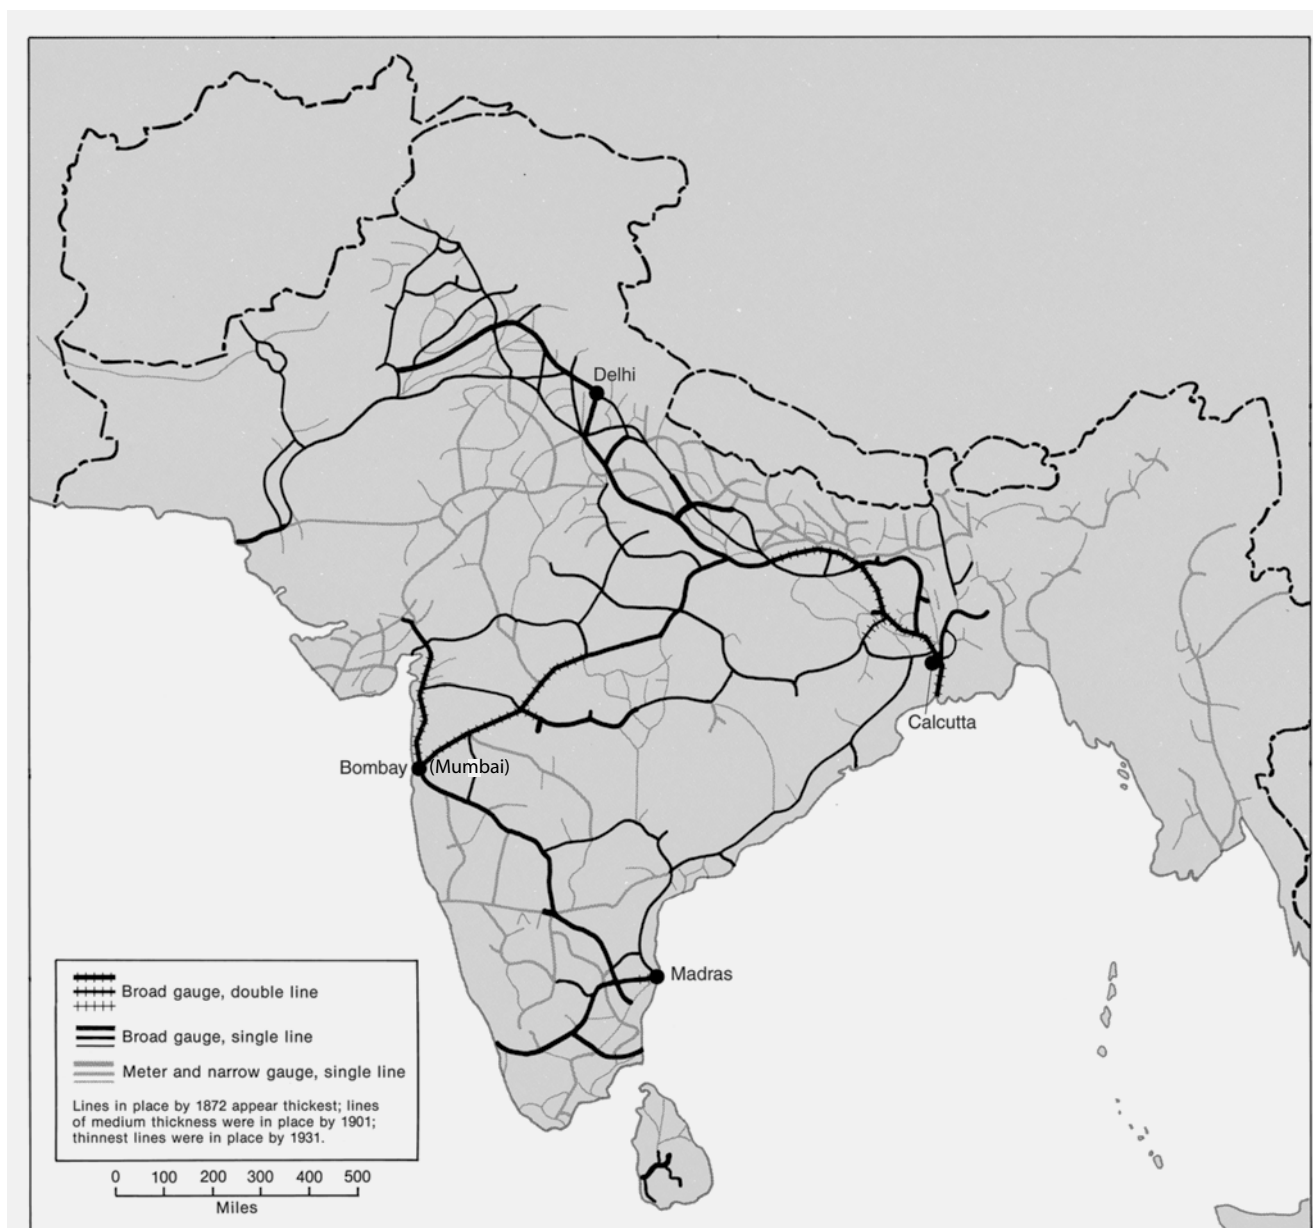 Delhi
Calcutta
Bombay (Mumbai)
Madras
Broad gauge, double line
Broad gauge, single line
Meter and narrow gauge, single line
Lines in place by 1872 appear thickest; lines
of medium thickness were in place by 1901;
thinnest lines were in place by 1931.
0 100 200 300 400 500
Miles